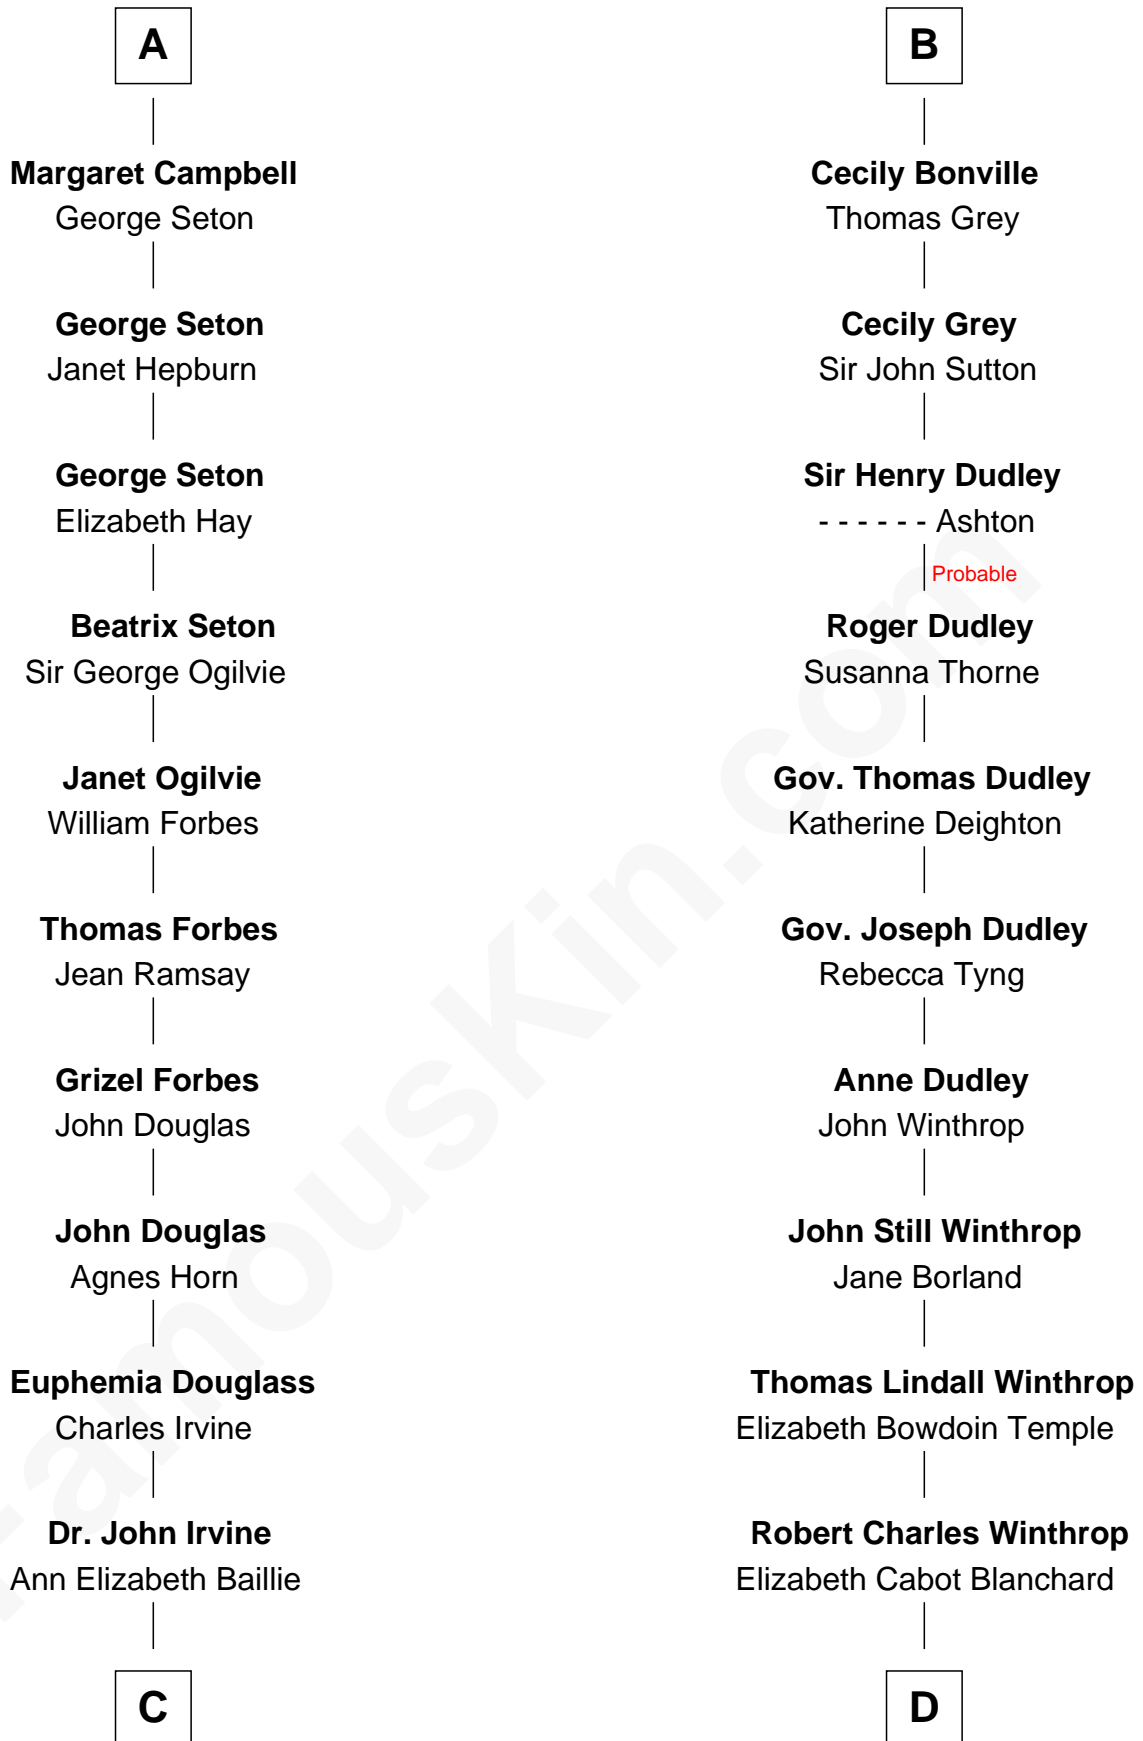 A
Margaret Campbell
George Seton
George Seton
Janet Hepburn
George Seton
Elizabeth Hay
Beatrix Seton
Sir George Ogilvie
Janet Ogilvie
William Forbes
Thomas Forbes
Jean Ramsay
Grizel Forbes
John Douglas
John Douglas
Agnes Horn
Euphemia Douglass
Charles Irvine
Dr. John Irvine
Ann Elizabeth Baillie
C
B
Cecily Bonville
Thomas Grey
Cecily Grey
Sir John Sutton
Sir Henry Dudley
- - - - - - Ashton
Probable
Roger Dudley
Susanna Thorne
Gov. Thomas Dudley
Katherine Deighton
Gov. Joseph Dudley
Rebecca Tyng
Anne Dudley
John Winthrop
John Still Winthrop
Jane Borland
Thomas Lindall Winthrop
Elizabeth Bowdoin Temple
Robert Charles Winthrop
Elizabeth Cabot Blanchard
D
FamousKin.com